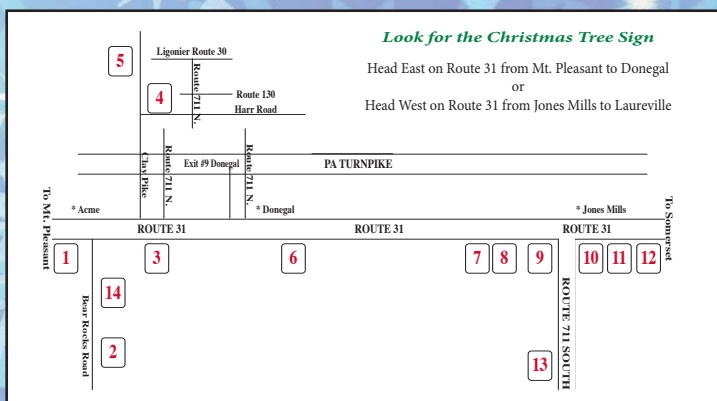 Look for the Christmas Tree Sign
Head East on Route 31 from Mt. Pleasant to Donegal
or
Head West on Route 31 from Jones Mills to Laureville
Ligonier Route 30
5
Route 711 N.
4
Route 130
Harr Road
Clay Pike
Route 711 N.
Exit #9 Donegal
Route 711 N.
PA TURNPIKE
To Mt. Pleasant
* Acme
* Donegal
* Jones Mills
To Somerset
ROUTE 31
ROUTE 31
ROUTE 31
1
3
6
7
8
9
10
11
12
Bear Rocks Road
14
2
ROUTE 711 SOUTH
13